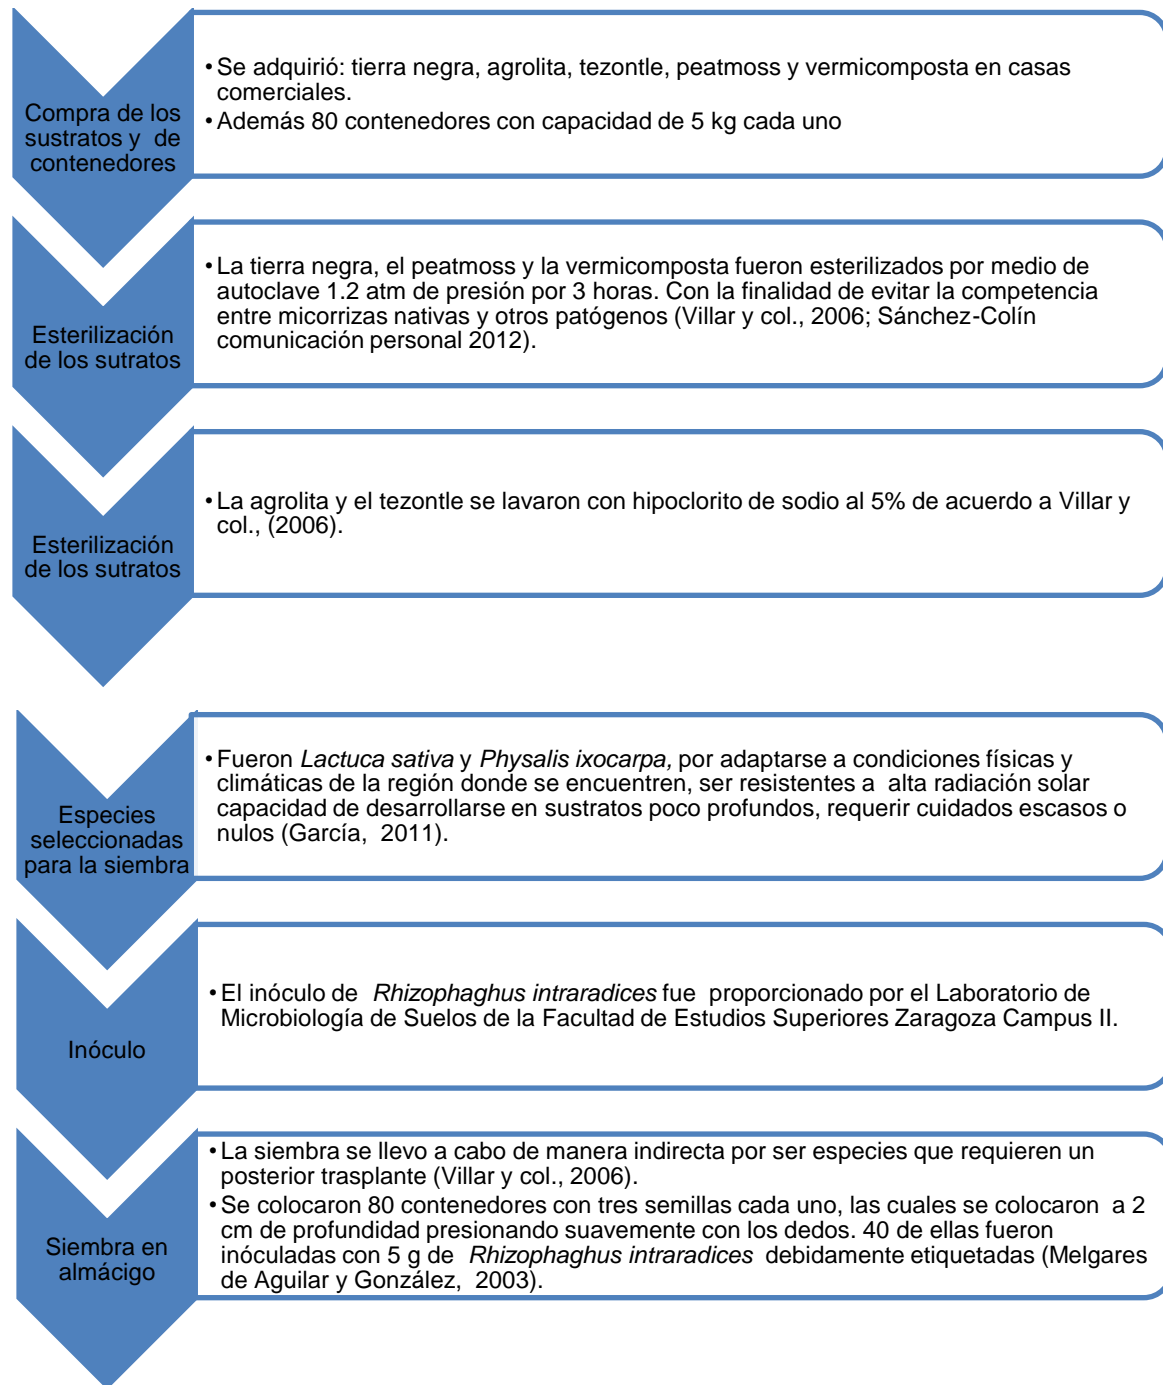 Compra de los
sustratos y de
contenedores
• Se adquirió: tierra negra, agrolita, tezontle, peatmoss y vermicomposta en casas
comerciales.
• Además 80 contenedores con capacidad de 5 kg cada uno
Esterilización
de los sutratos
• La tierra negra, el peatmoss y la vermicomposta fueron esterilizados por medio de
autoclave 1.2 atm de presión por 3 horas. Con la finalidad de evitar la competencia
entre micorrizas nativas y otros patógenos (Villar y col., 2006; Sánchez-Colín
comunicación personal 2012).
Esterilización
de los sutratos
• La agrolita y el tezontle se lavaron con hipoclorito de sodio al 5% de acuerdo a Villar y
col., (2006).
Especies
seleccionadas
para la siembra
• Fueron Lactuca sativa y Physalis ixocarpa, por adaptarse a condiciones físicas y
climáticas de la región donde se encuentren, ser resistentes a alta radiación solar
capacidad de desarrollarse en sustratos poco profundos, requerir cuidados escasos o
nulos (García, 2011).
Inóculo
• El inóculo de Rhizophaghus intraradices fue proporcionado por el Laboratorio de
Microbiología de Suelos de la Facultad de Estudios Superiores Zaragoza Campus II.
Siembra en
almácigo
• La siembra se llevo a cabo de manera indirecta por ser especies que requieren un
posterior trasplante (Villar y col., 2006).
• Se colocaron 80 contenedores con tres semillas cada uno, las cuales se colocaron a 2
cm de profundidad presionando suavemente con los dedos. 40 de ellas fueron
inóculadas con 5 g de Rhizophaghus intraradices debidamente etiquetadas (Melgares
de Aguilar y González, 2003).